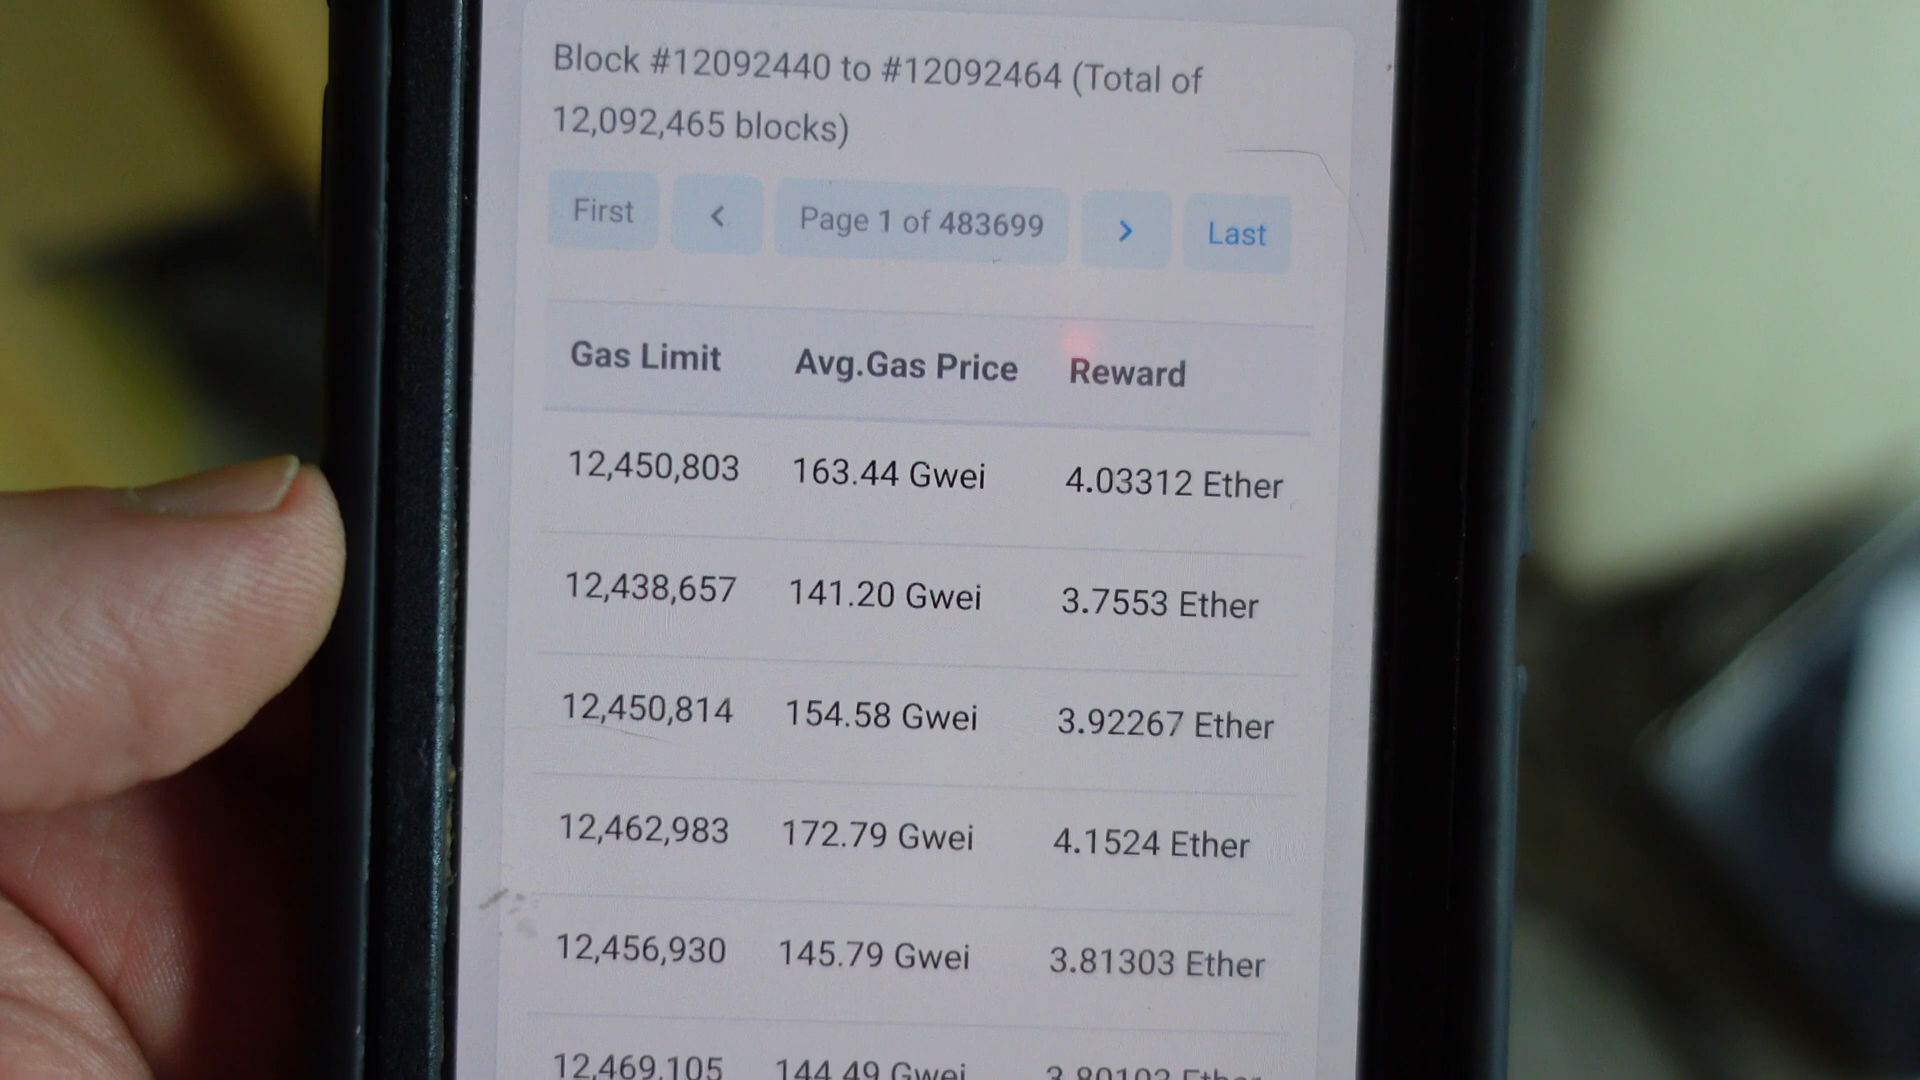 Block #12092440 to #12092464 (Total of
12,092,465 blocks)
First < Page 1 of 483699 > Last
Gas Limit Avg.Gas Price Reward
12,450,803 163.44 Gwei 4.03312 Ether
12,438,657 141.20 Gwei 3.7553 Ether
12,450,814 154.58 Gwei 3.92267 Ether
12,462,983 172.79 Gwei 4.1524 Ether
12,456,930 145.79 Gwei 3.81303 Ether
12,469,105 144.49 Gwei